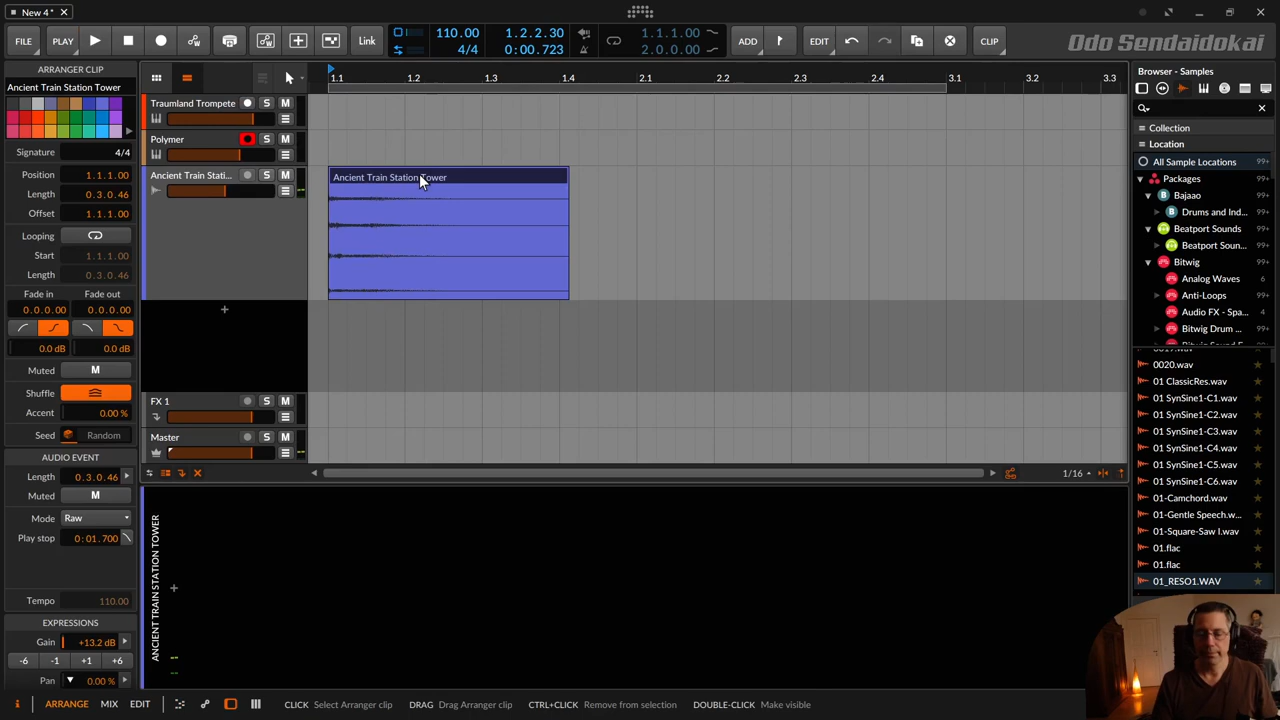 New 4*
FILE PLAY Link 110.00 4/4 1.2.2.30 0:00.723 1.1.1.00 2.0.0.00 ADD EDIT CLIP Odo Sendaidokai
ARRANGER CLIP
Ancient Train Station Tower
Signature 4/4
Position 1.1.1.00
Length 0.3.0.46
Offset 1.1.1.00
Looping
Start 1.1.1.00
Length 0.3.0.46
Fade in Fade out
0.0.0.00 0.0.0.00
0.0 dB 0.0 dB
Muted M
Shuffle
Accent 0.00 %
Seed Random
AUDIO EVENT
Length 0.3.0.46
Muted M
Mode Raw
Play stop 0:01.700
Tempo 110.00
EXPRESSIONS
Gain +13.2 dB
-6 -1 +1 +6
Pan 0.00 %
1.1 1.2 1.3 1.4 2.1 2.2 2.3 2.4 3.1 3.3
Traumland Trompete S M
Polymer S M
Ancient Train Stati... S M
Ancient Train Station Tower
FX 1 S M
Master S M
1/16
ANCIENT TRAIN STATION TOWER
Browser - Samples
Collection
Location
All Sample Locations 99+
Packages 99+
Bajaao 99+
Drums and Ind... 99+
Beatport Sounds 99+
Beatport Soun... 99+
Bitwig 99+
Analog Waves 6
Anti-Loops 99+
Audio FX - Spa... 4
Bitwig Drum ... 99+
0020.wav
01 ClassicRes.wav
01 SynSine1-C1.wav
01 SynSine1-C2.wav
01 SynSine1-C3.wav
01 SynSine1-C4.wav
01 SynSine1-C5.wav
01 SynSine1-C6.wav
01-Camchord.wav
01-Gentle Speech.w...
01-Square-Saw I.wav
01.flac
01.flac
01_RESO1.WAV
i ARRANGE MIX EDIT CLICK Select Arranger clip DRAG Drag Arranger clip CTRL+CLICK Remove from selection DOUBLE-CLICK Make visible